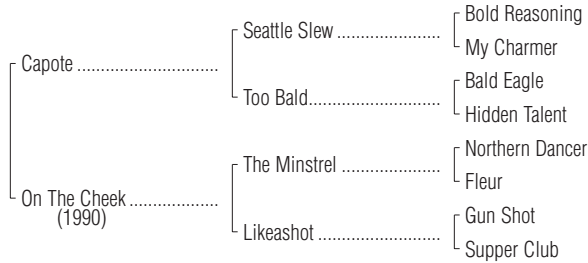 Bold Reasoning
Seattle Slew ...........................
My Charmer
Capote .....................................
Bald Eagle
Too Bald...................................
Hidden Talent
Northern Dancer
The Minstrel ..........................
Fleur
On The Cheek .......................
(1990)
Gun Shot
Likeashot ................................
Supper Club